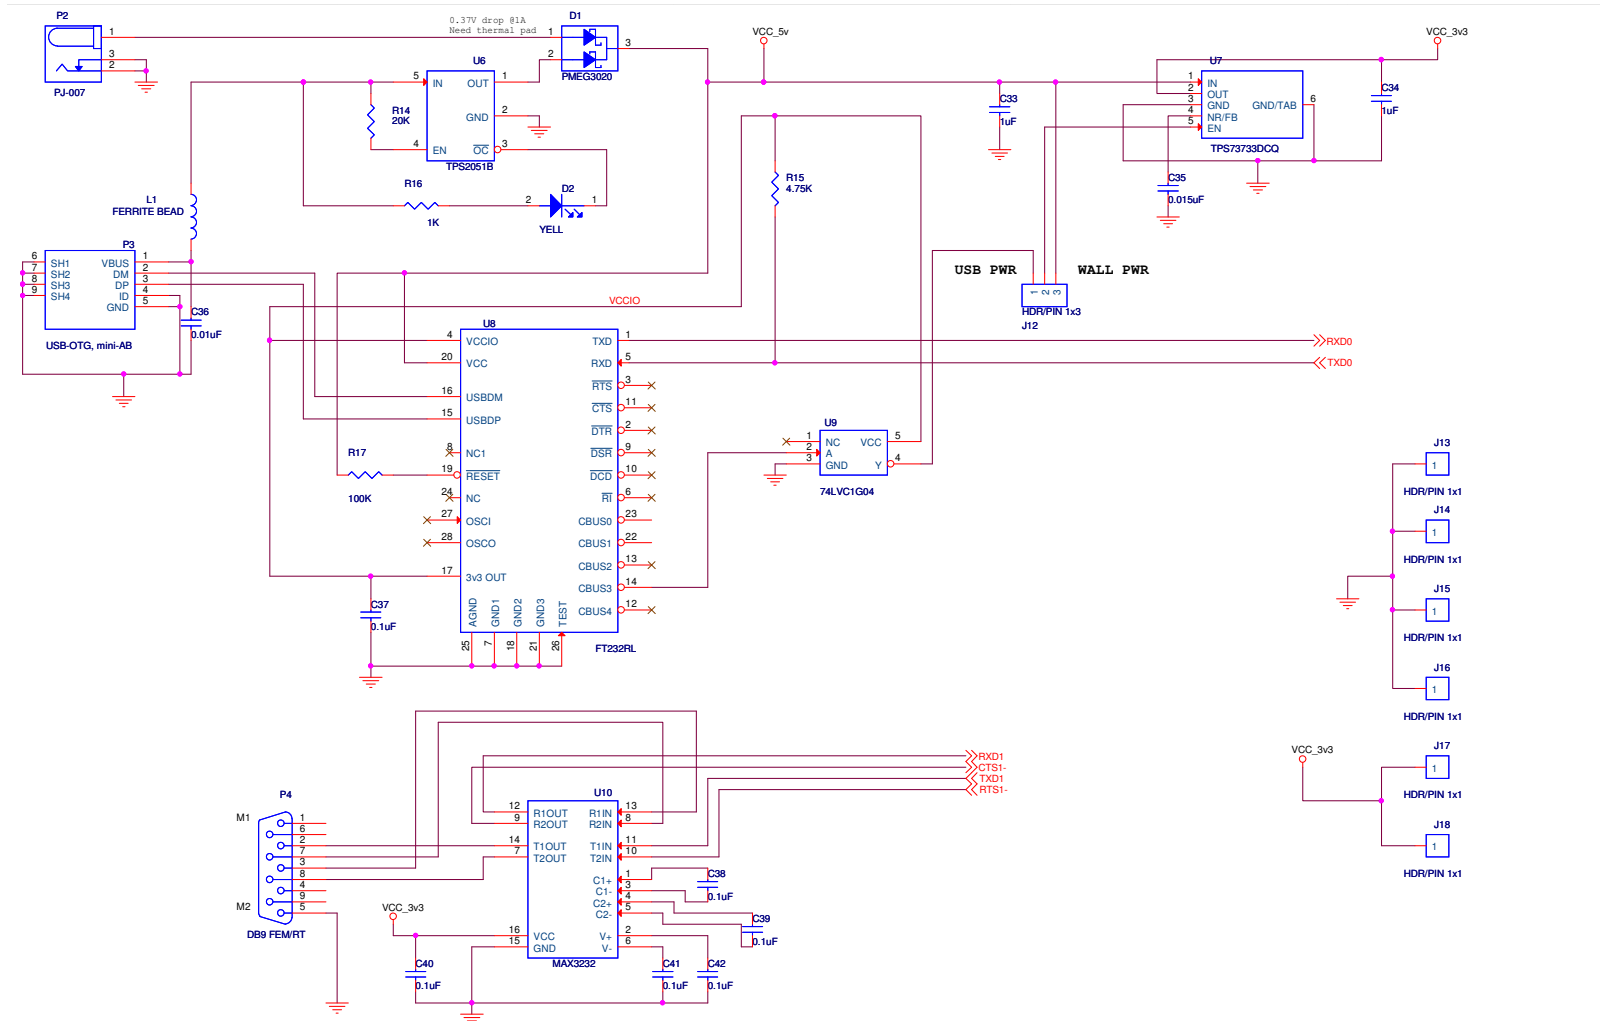 P2
1
3
2
PJ-007
0.37V drop @1A
Need thermal pad
D1
1
2
3
PMEG3020
U6
5 IN OUT 1
GND 2
4 EN OC 3
TPS2051B
R14
20K
R16
1K
D2
2 1
YELL
VCC_5v
C33
1uF
VCC_3v3
U7
1 IN
2 OUT
3 GND GND/TAB 6
4 NR/FB
5 EN
TPS73733DCQ
C34
1uF
C35
0.015uF
R15
4.75K
L1
FERRITE BEAD
P3
6 SH1 VBUS 1
7 SH2 DM 2
8 SH3 DP 3
9 SH4 ID 4
GND 5
USB-OTG, mini-AB
C36
0.01uF
VCCIO
USB PWR WALL PWR
1 2 3
HDR/PIN 1x3
J12
U8
4 VCCIO TXD 1
20 VCC RXD 5
RTS 3
16 USBDM CTS 11
15 USBDP DTR 2
8 NC1 DSR 9
19 RESET DCD 10
24 NC RI 6
27 OSCI CBUS0 23
28 OSCO CBUS1 22
CBUS2 13
17 3v3 OUT CBUS3 14
CBUS4 12
AGND GND1 GND2 GND3 TEST
25 7 18 21 26
FT232RL
RXD0
TXD0
R17
100K
C37
0.1uF
U9
1 NC VCC 5
2 A
3 GND Y 4
74LVC1G04
J13
1
HDR/PIN 1x1
J14
1
HDR/PIN 1x1
J15
1
HDR/PIN 1x1
J16
1
HDR/PIN 1x1
VCC_3v3
J17
1
HDR/PIN 1x1
J18
1
HDR/PIN 1x1
RXD1
CTS1-
TXD1
RTS1-
P4
M1
1
6
2
7
3
8
4
9
5
M2
DB9 FEM/RT
U10
12 R1OUT R1IN 13
9 R2OUT R2IN 8
14 T1OUT T1IN 11
7 T2OUT T2IN 10
C1+ 1
C1- 3
C2+ 4
C2- 5
16 VCC V+ 2
15 GND V- 6
MAX3232
C38
0.1uF
C39
0.1uF
VCC_3v3
C40
0.1uF
C41
0.1uF
C42
0.1uF